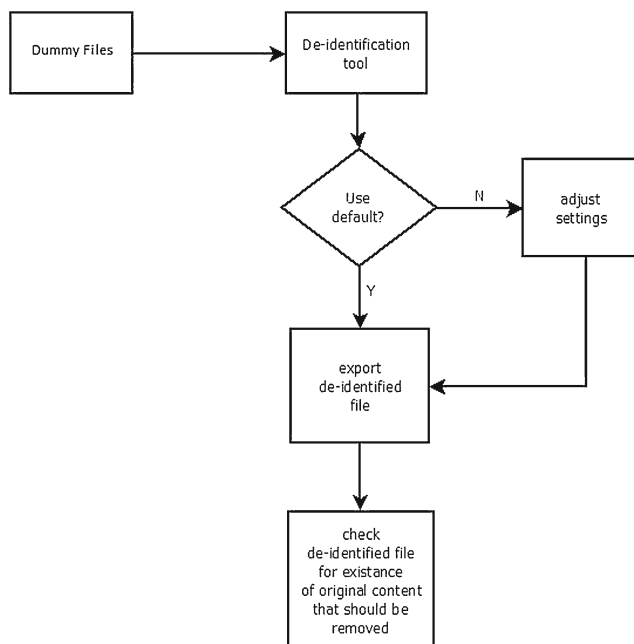 Dummy Files
De-identification
tool
Use
default?
N
adjust
settings
Y
export
de-identified
file
check
de-identified file
for existance
of original content
that should be
removed